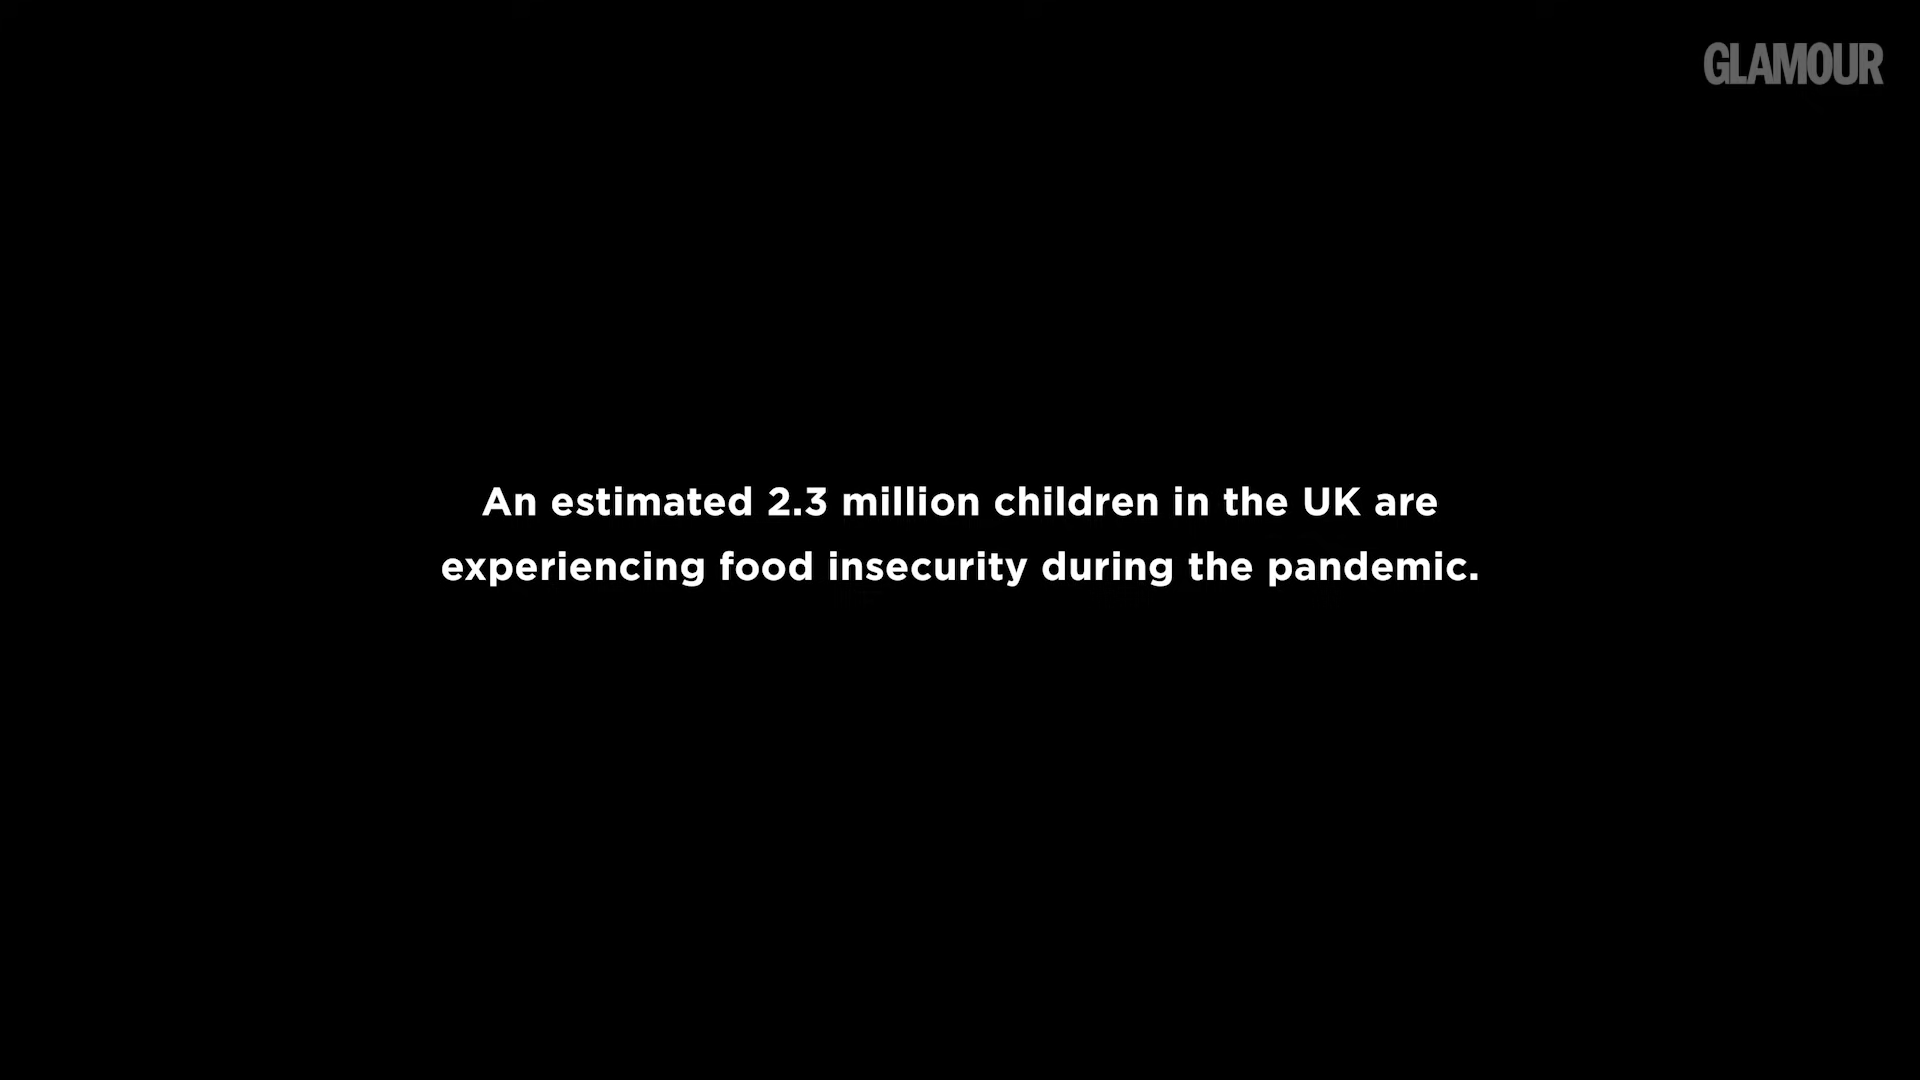 GLAMOUR
An estimated 2.3 million children in the UK are
experiencing food insecurity during the pandemic.